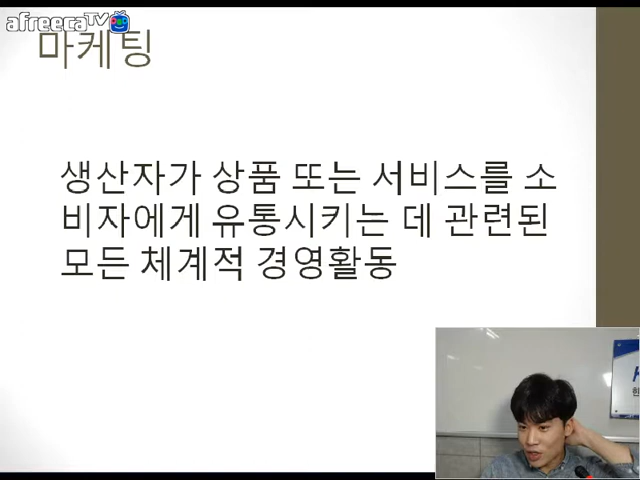 afreecaTV
마케팅
생산자가 상품 또는 서비스를 소
비자에게 유통시키는 데 관련된
모든 체계적 경영활동